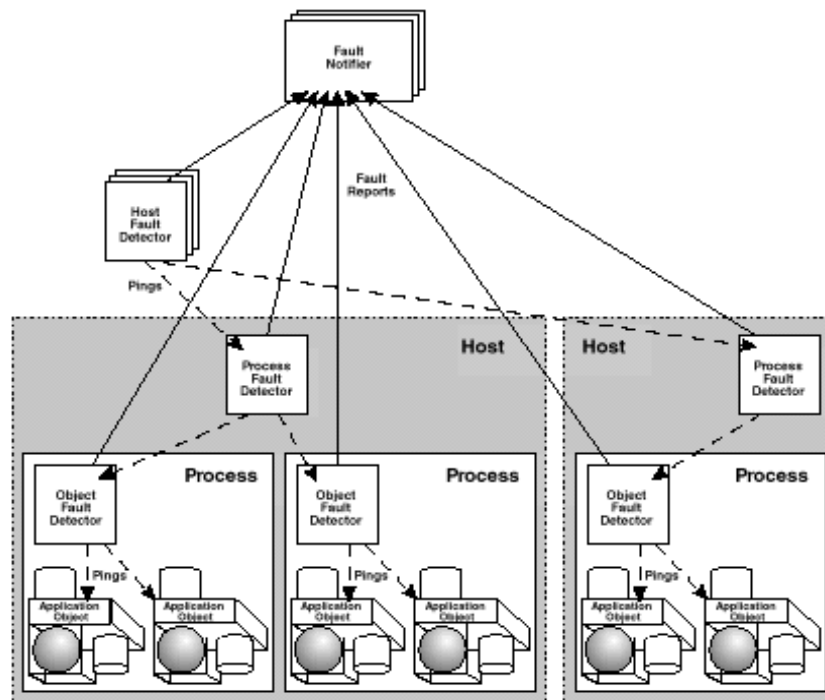 Fault
Notifier
Fault
Reports
Host
Fault
Detector
Pings
Host
Host
Process
Fault
Detector
Process
Fault
Detector
Process
Process
Process
Object
Fault
Detector
Object
Fault
Detector
Object
Fault
Detector
Pings
Pings
Pings
Application
Object
Application
Object
Application
Object
Application
Object
Application
Object
Application
Object